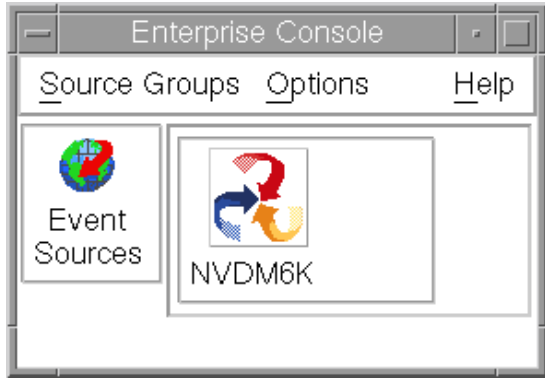 Enterprise Console
Source Groups Options Help
Event
Sources
NVDM6K